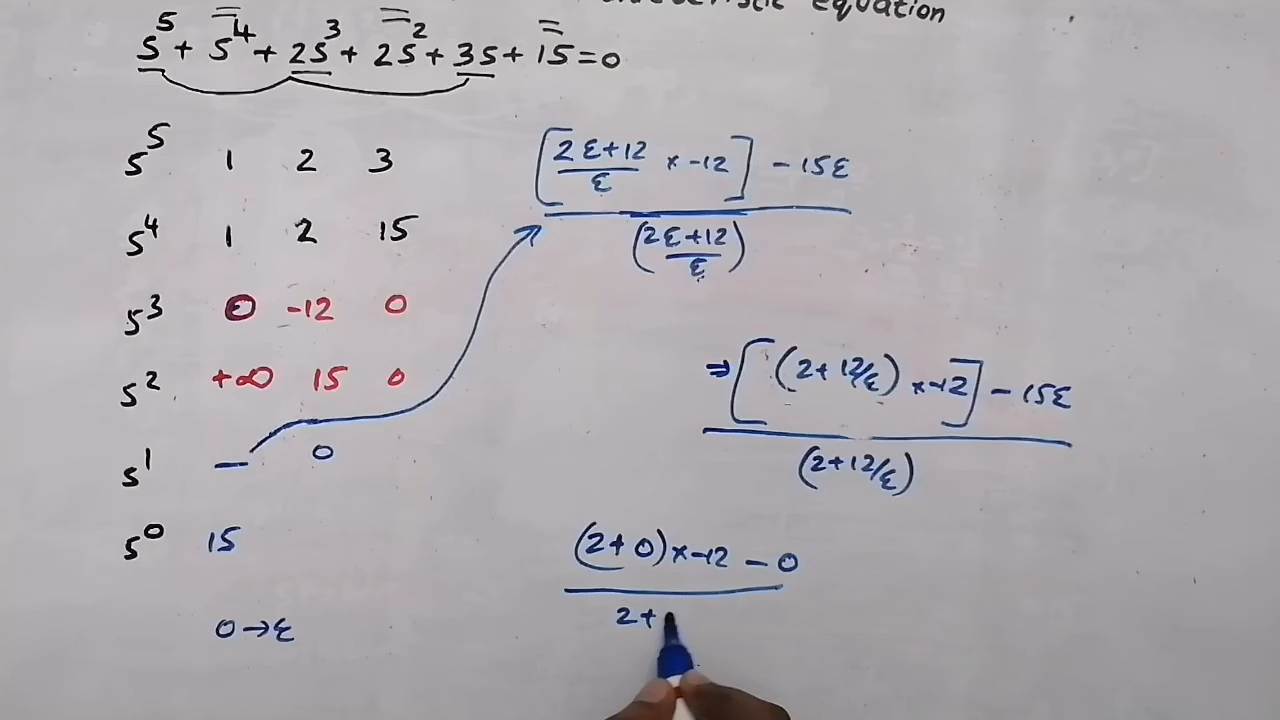 equation
s⁵ + s⁴ + 2s³ + 2s² + 3s + 15 = 0
s⁵ 1 2 3
s⁴ 1 2 15
s³ 0 -12 0
s² +∞ 15 0
s¹ — 0
s⁰ 15
0→ε
[2ε+12/ε × -12] - 15ε
(2ε+12/ε)
⇒ [(2+12/ε) × -12] - 15ε
(2+12/ε)
(2+0) × -12 - 0
2+